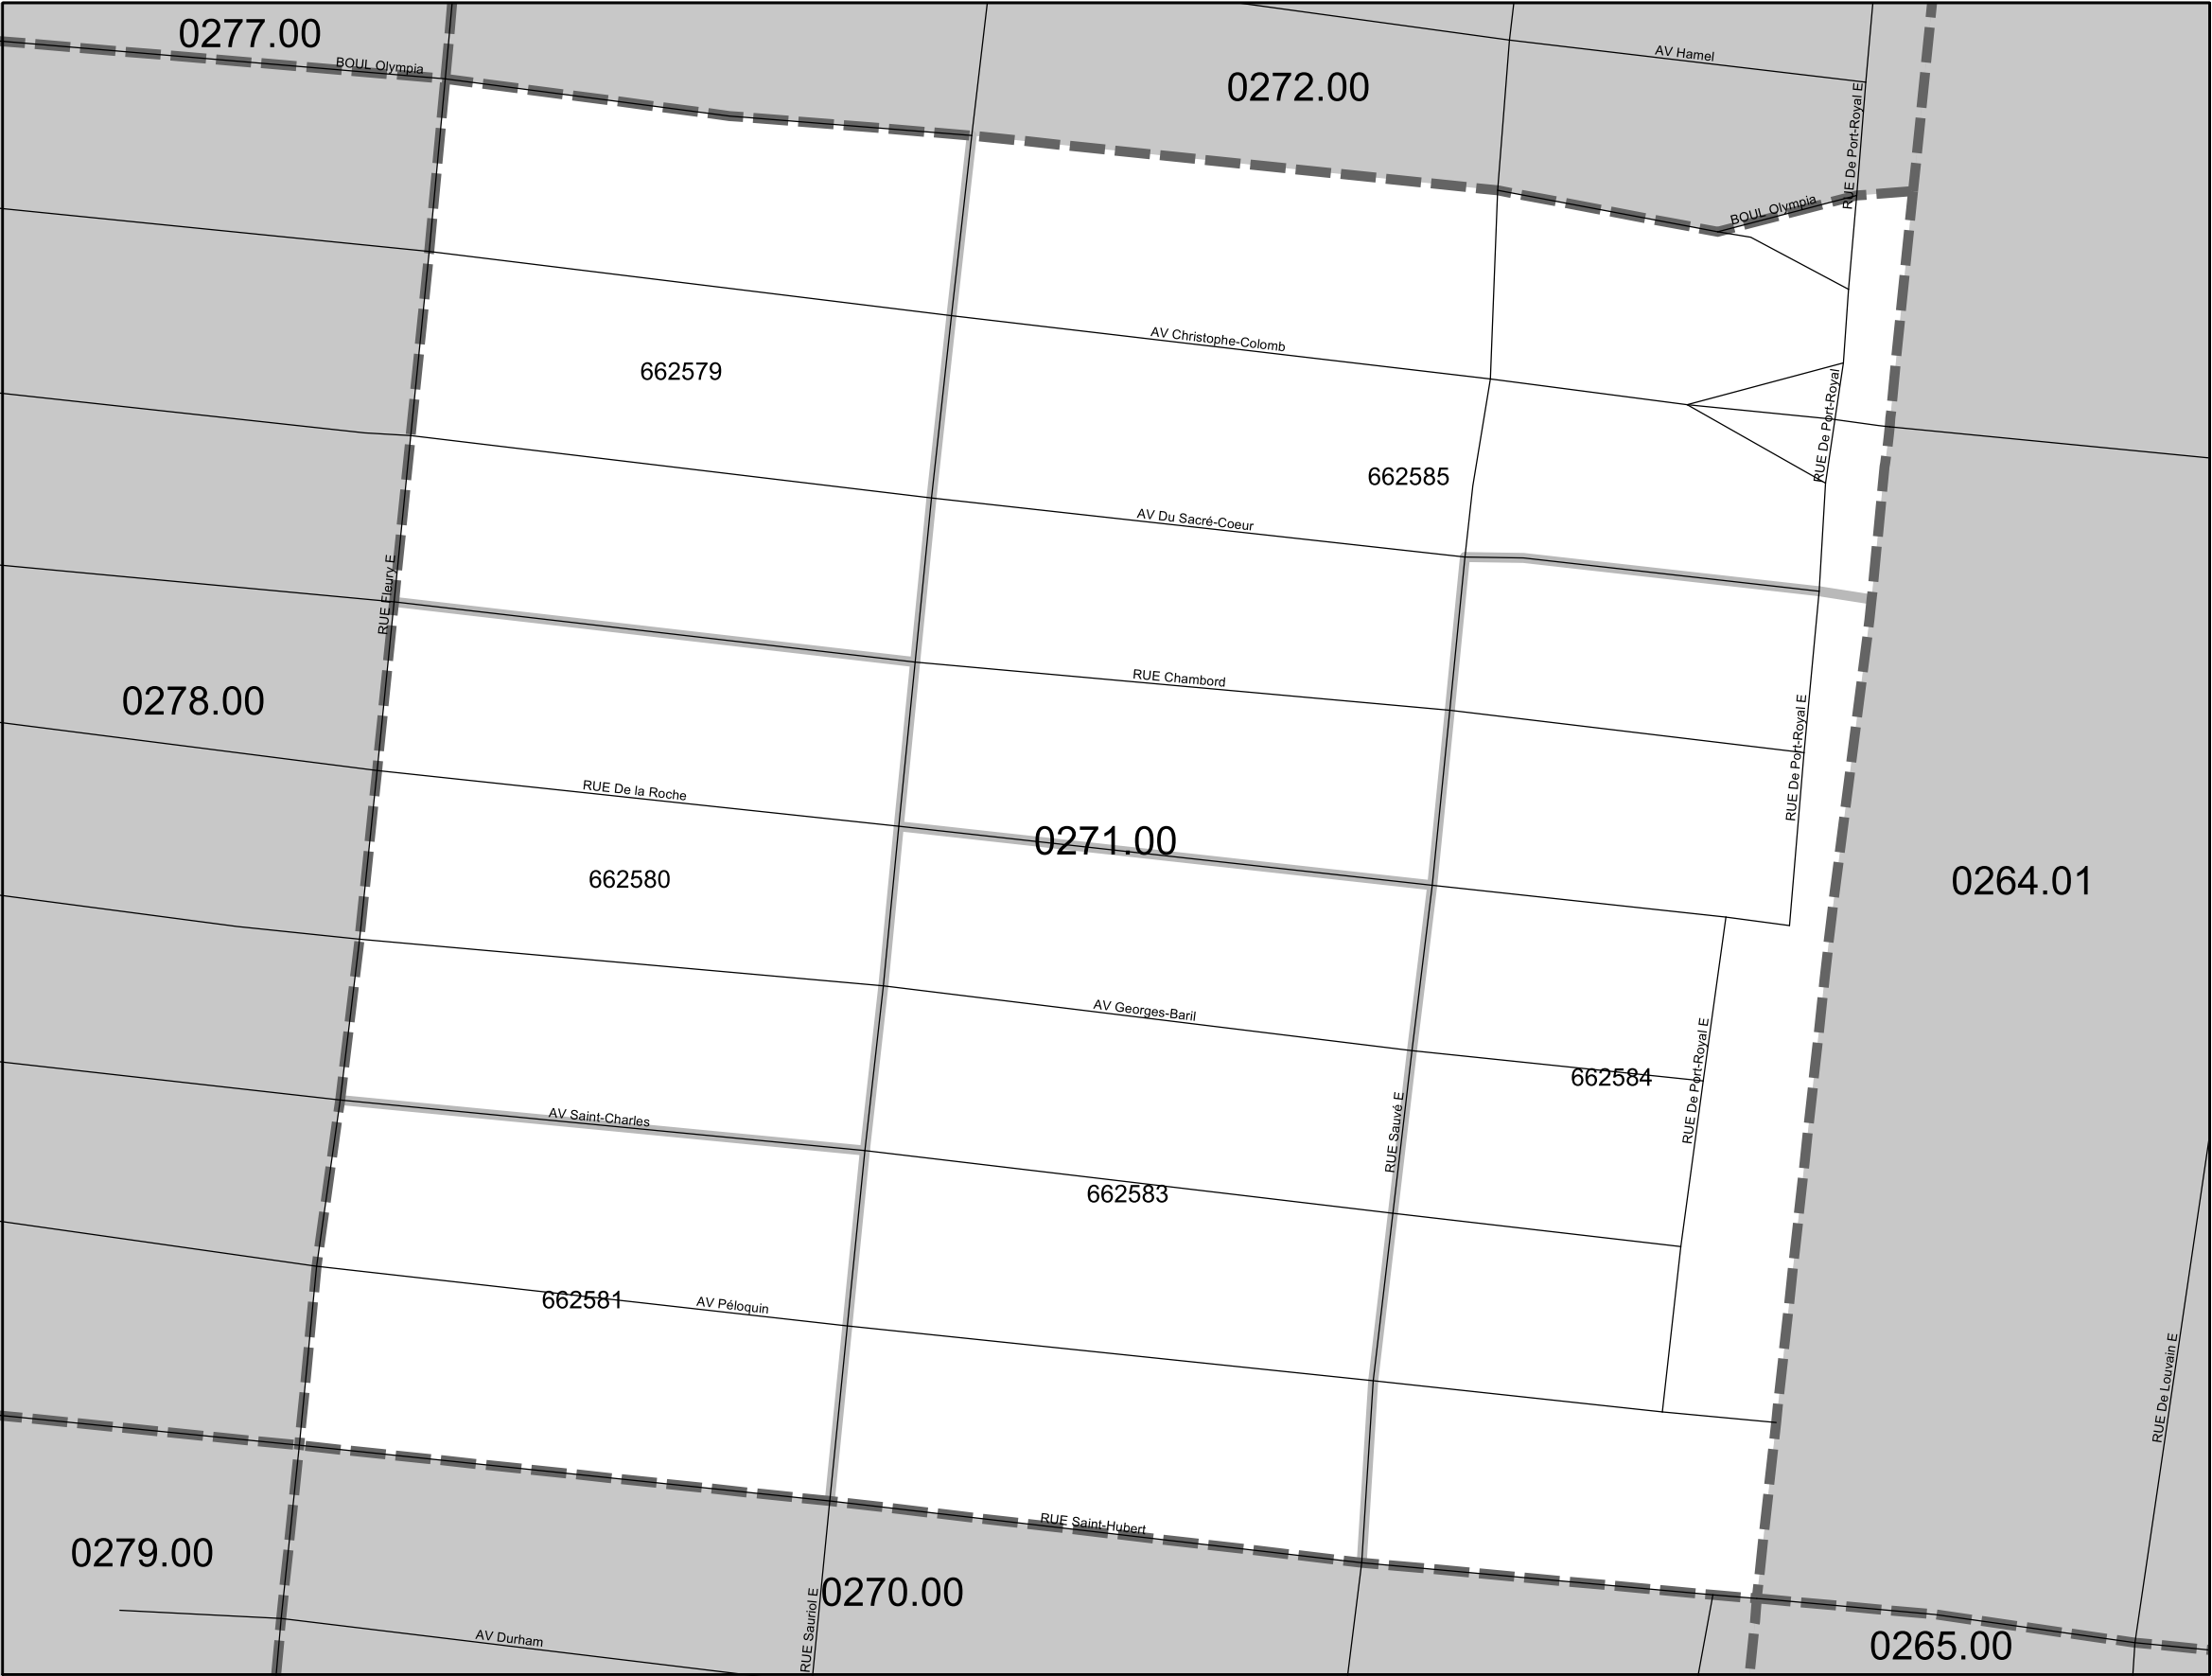 0277.00
BOUL Olympia
0272.00
AV Hamel
RUE De Port-Royal E
BOUL Olympia
AV Christophe-Colomb
662579
RUE De Port-Royal
662585
AV Du Sacré-Coeur
RUE Fleury E
RUE Chambord
0278.00
RUE De Port-Royal E
RUE De la Roche
0271.00
662580
0264.01
AV Georges-Baril
662584
RUE De Port-Royal E
AV Saint-Charles
RUE Sauvé E
662583
662581
AV Péloquin
RUE De Louvain E
RUE Saint-Hubert
0279.00
0270.00
RUE Sauriol E
AV Durham
0265.00